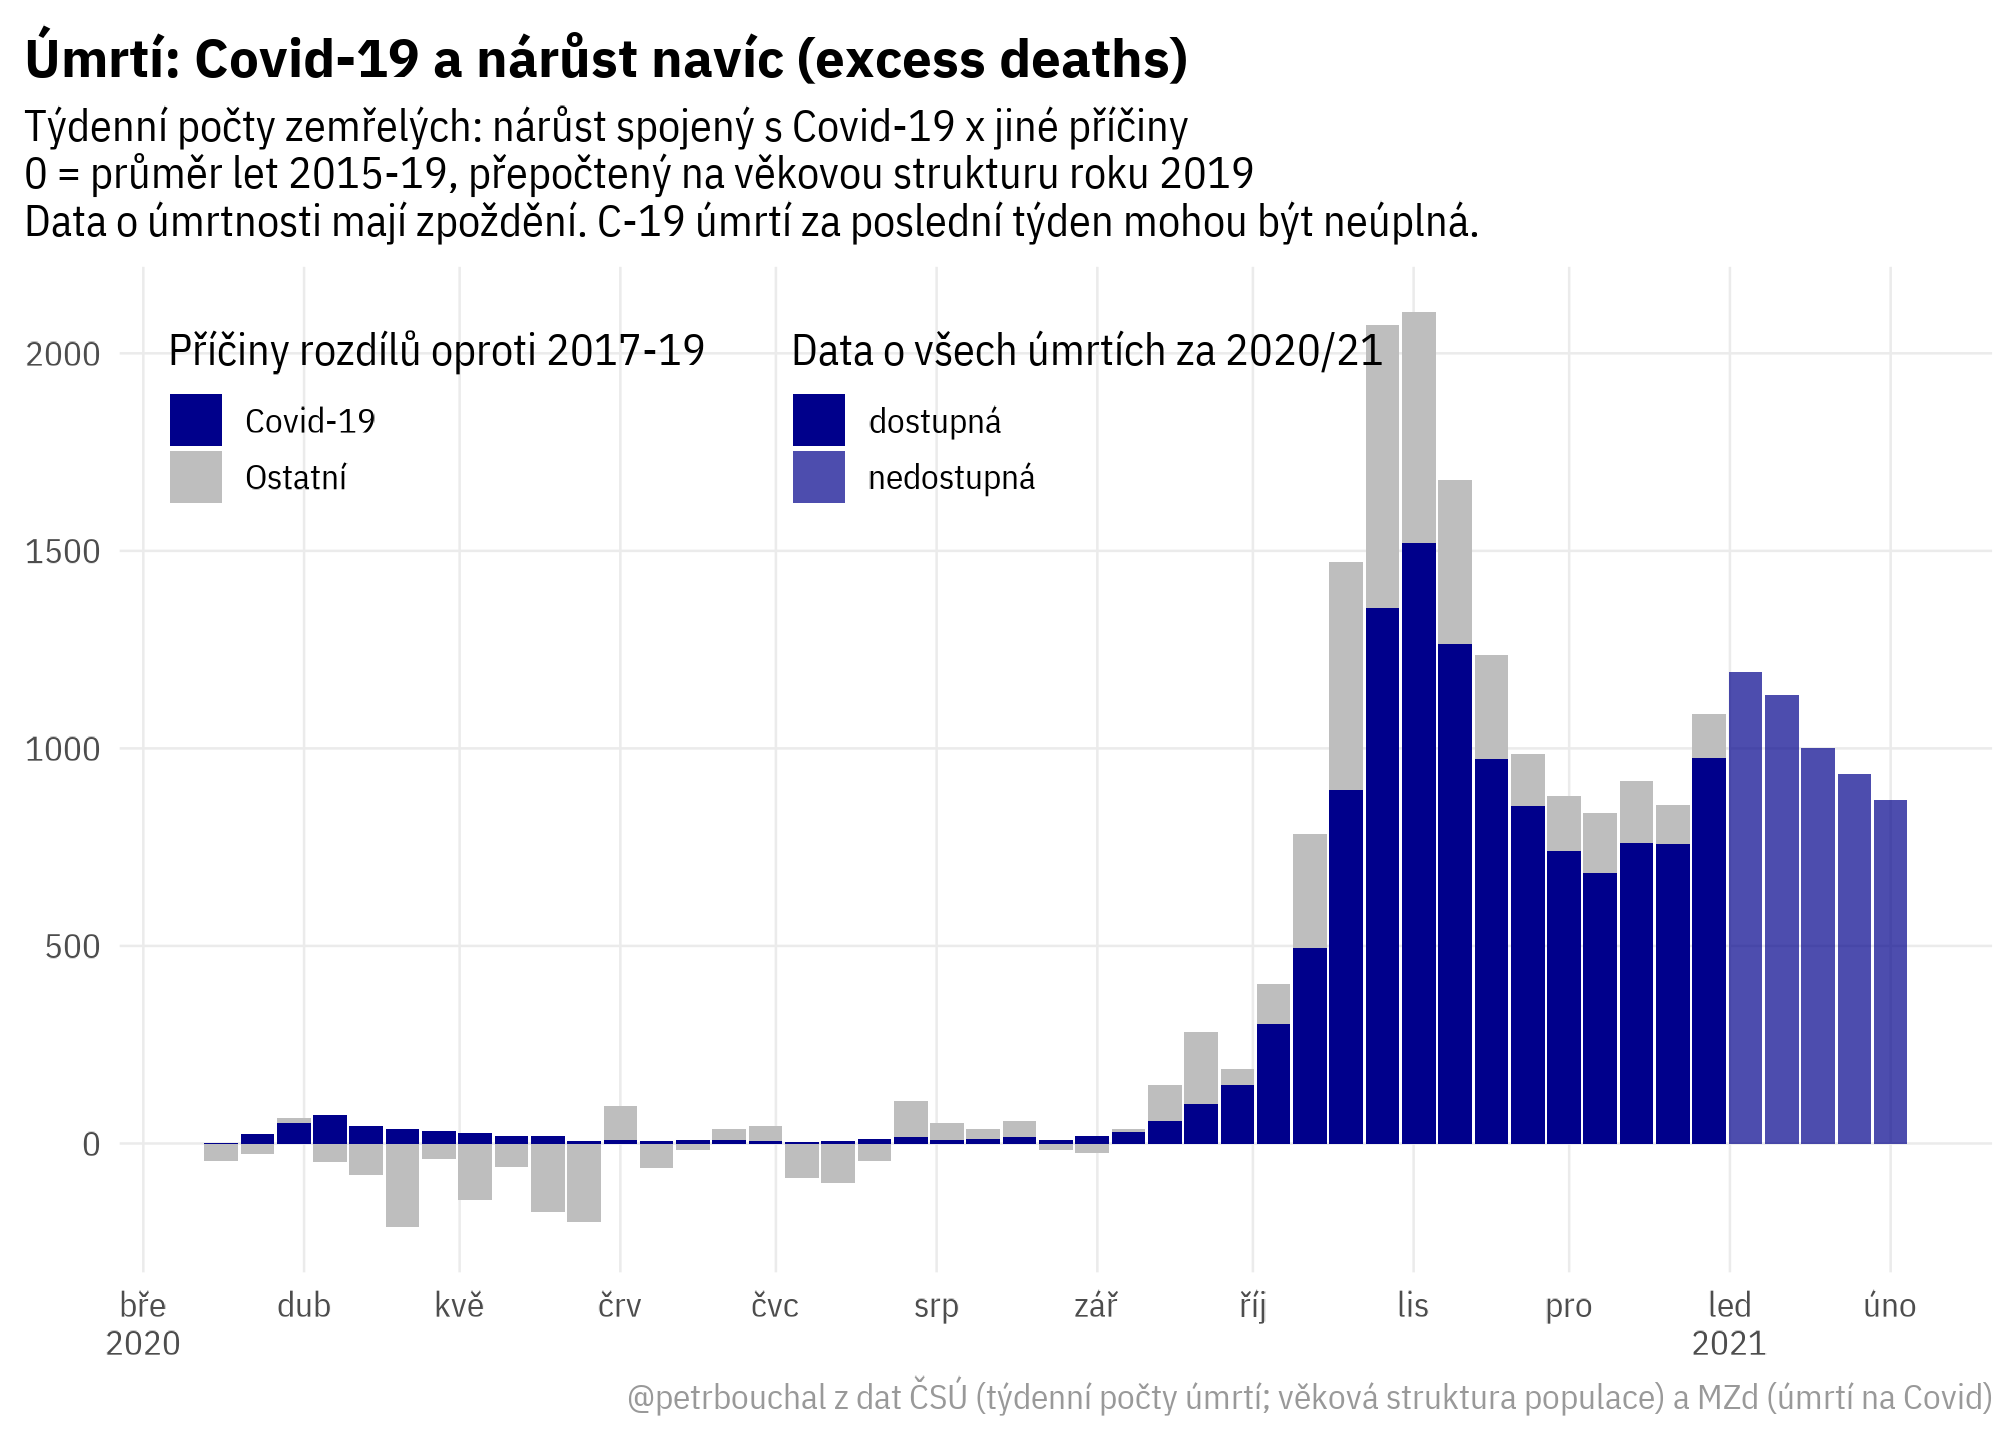 Úmrtí: Covid-19 a nárůst navíc (excess deaths)
Týdenní počty zemřelých: nárůst spojený s Covid-19 x jiné příčiny
0 = průměr let 2015-19, přepočtený na věkovou strukturu roku 2019
Data o úmrtnosti mají zpoždění. C-19 úmrtí za poslední týden mohou být neúplná.
Příčiny rozdílů oproti 2017-19
Covid-19
Ostatní
Data o všech úmrtích za 2020/21
dostupná
nedostupná
2000
1500
1000
500
0
bře dub kvě črv čvc srp zář říj lis pro led úno
2020 2021
@petrbouchal z dat ČSÚ (týdenní počty úmrtí; věková struktura populace) a MZd (úmrtí na Covid)